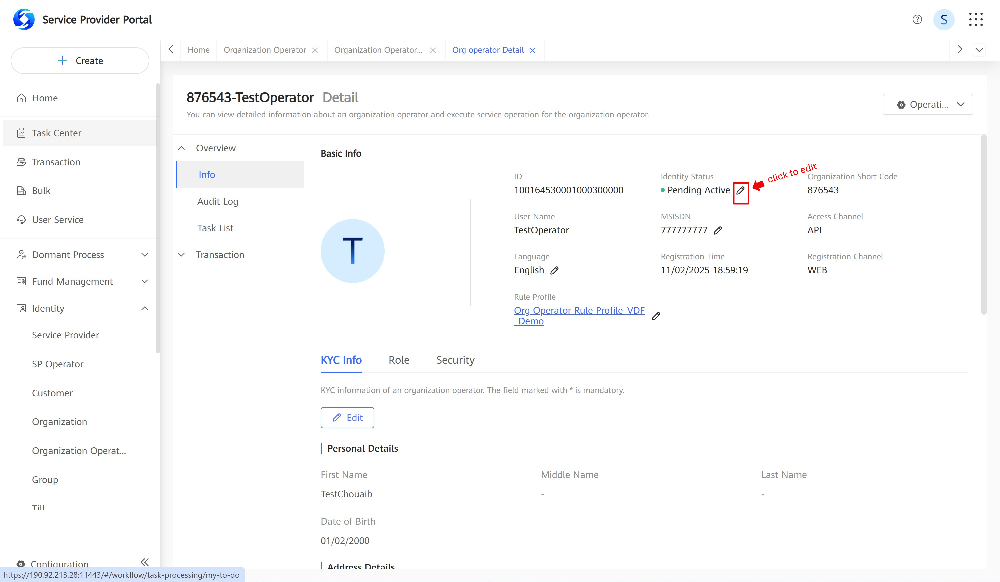 Service Provider Portal
S
Create
Home
Organization Operator
Organization Operator...
Org operator Detail
Home
Task Center
Transaction
Bulk
User Service
Dormant Process
Fund Management
Identity
Service Provider
SP Operator
Customer
Organization
Organization Operat...
Group
Till
Configuration
https://190.92.213.28:11443/#/workflow/task-processing/my-to-do
876543-TestOperator Detail
You can view detailed information about an organization operator and execute service operation for the organization operator.
Operati...
Overview
Info
Audit Log
Task List
Transaction
Basic Info
T
ID
100164530001000300000
Identity Status
Pending Active
click to edit
Organization Short Code
876543
User Name
TestOperator
MSISDN
777777777
Access Channel
API
Language
English
Registration Time
11/02/2025 18:59:19
Registration Channel
WEB
Rule Profile
Org Operator Rule Profile_VDF
_Demo
KYC Info
Role
Security
KYC information of an organization operator. The field marked with * is mandatory.
Edit
Personal Details
First Name
TestChouaib
Middle Name
-
Last Name
-
Date of Birth
01/02/2000
Address Details